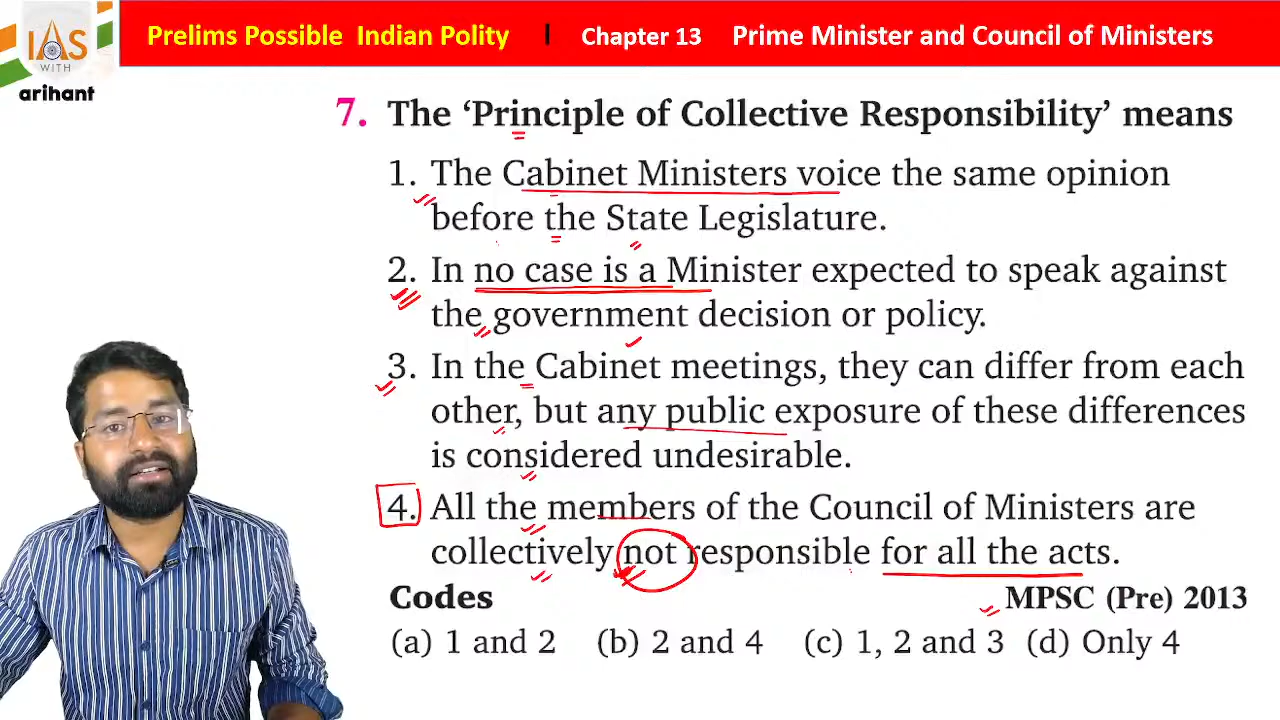 IAS
WITH
arihant
Prelims Possible Indian Polity | Chapter 13 Prime Minister and Council of Ministers
7. The ‘Principle of Collective Responsibility’ means
1. The Cabinet Ministers voice the same opinion
before the State Legislature.
2. In no case is a Minister expected to speak against
the government decision or policy.
3. In the Cabinet meetings, they can differ from each
other, but any public exposure of these differences
is considered undesirable.
4. All the members of the Council of Ministers are
collectively not responsible for all the acts.
Codes MPSC (Pre) 2013
(a) 1 and 2 (b) 2 and 4 (c) 1, 2 and 3 (d) Only 4